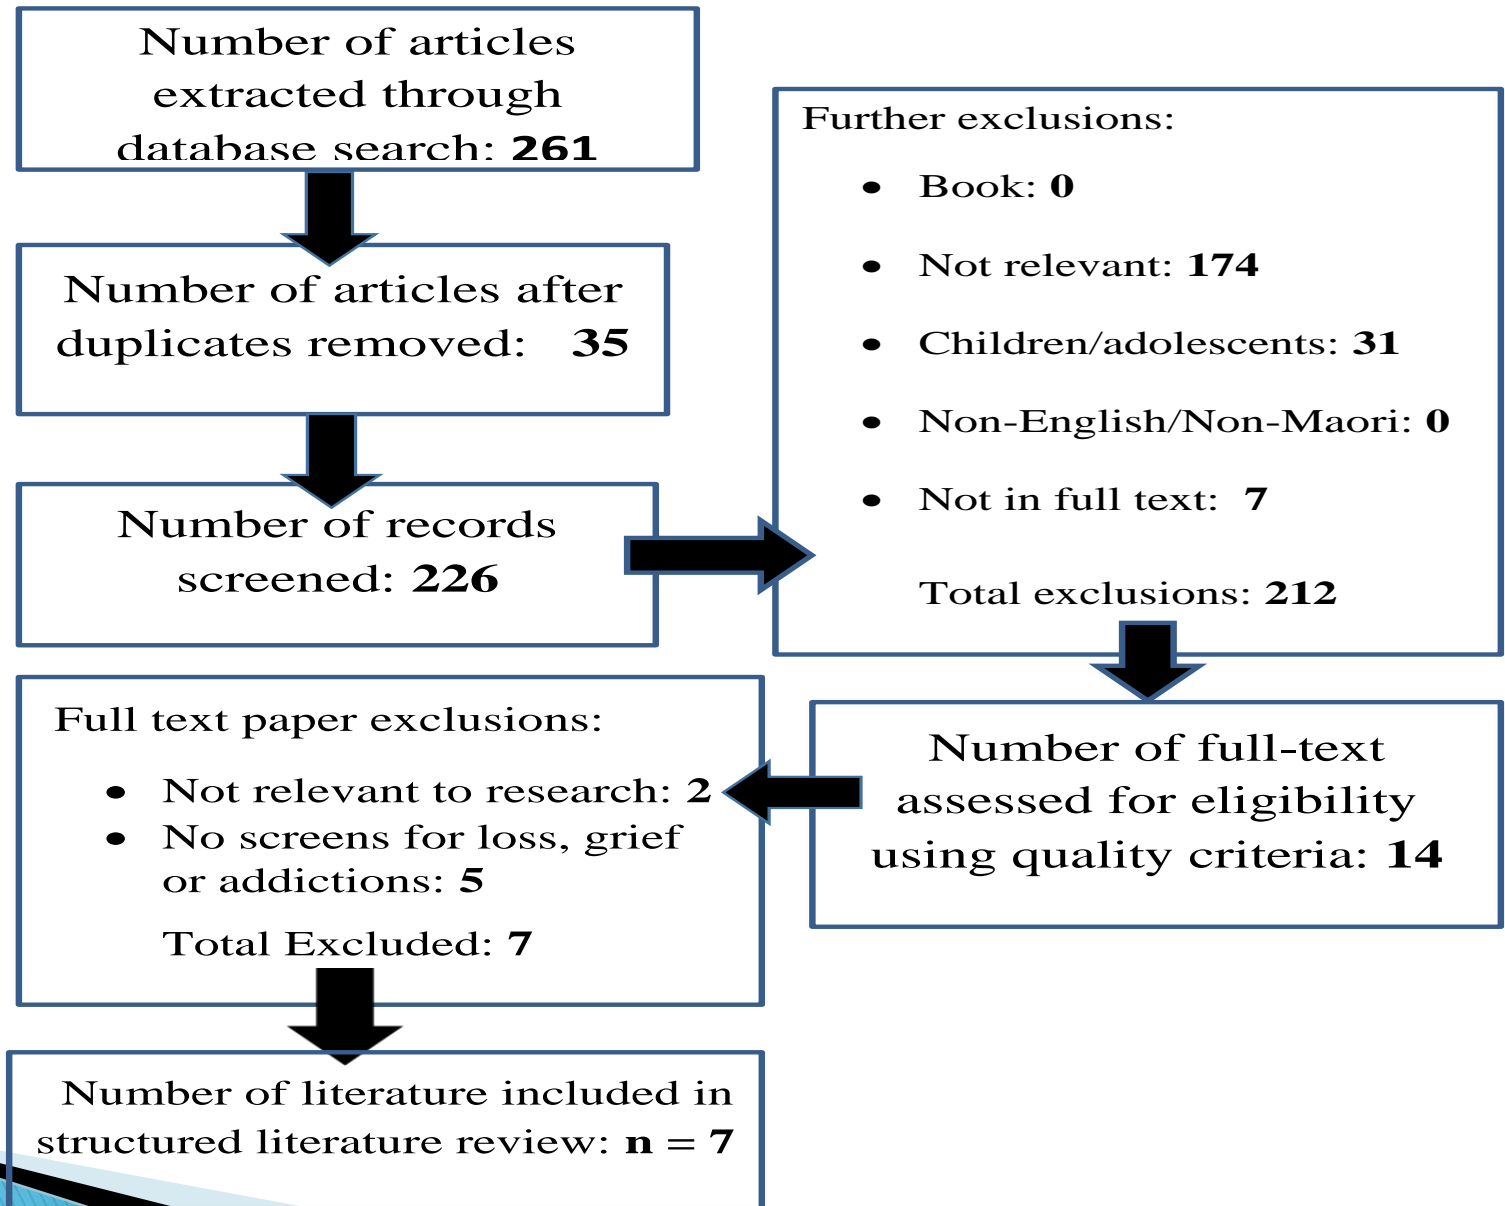 Number of articles
extracted through
database search: 261
Number of articles after
duplicates removed: 35
Number of records
screened: 226
Further exclusions:
• Book: 0
• Not relevant: 174
• Children/adolescents: 31
• Non-English/Non-Maori: 0
• Not in full text: 7
Total exclusions: 212
Number of full-text
assessed for eligibility
using quality criteria: 14
Full text paper exclusions:
• Not relevant to research: 2
• No screens for loss, grief
or addictions: 5
Total Excluded: 7
Number of literature included in
structured literature review: n = 7